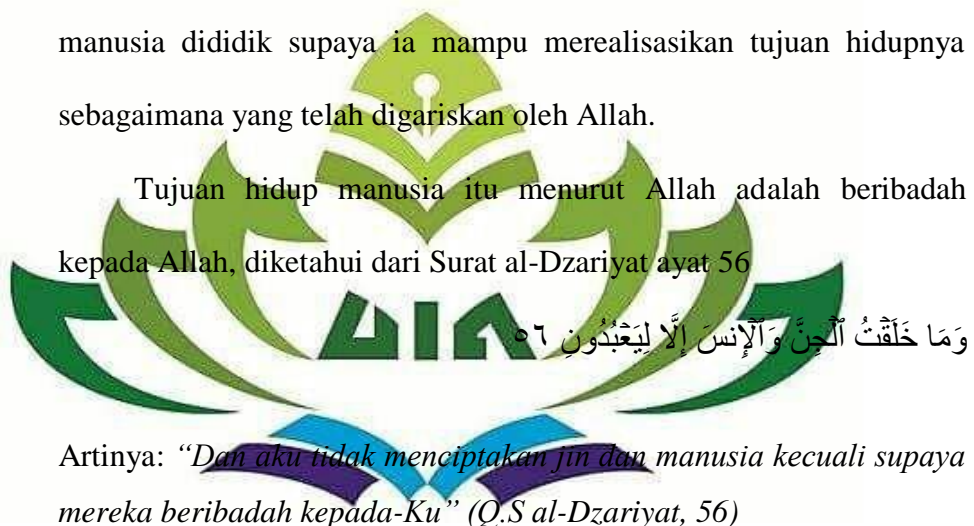 manusia dididik supaya ia mampu merealisasikan tujuan hidupnya
sebagaimana yang telah digariskan oleh Allah.
Tujuan hidup manusia itu menurut Allah adalah beribadah
kepada Allah, diketahui dari Surat al-Dzariyat ayat 56
وَمَا خَلَقْتُ ٱلْجِنَّ وَٱلْإِنسَ إِلَّا لِيَعْبُدُونِ ٥٦
UIN
Artinya: “Dan aku tidak menciptakan jin dan manusia kecuali supaya
mereka beribadah kepada-Ku” (Q.S al-Dzariyat, 56)